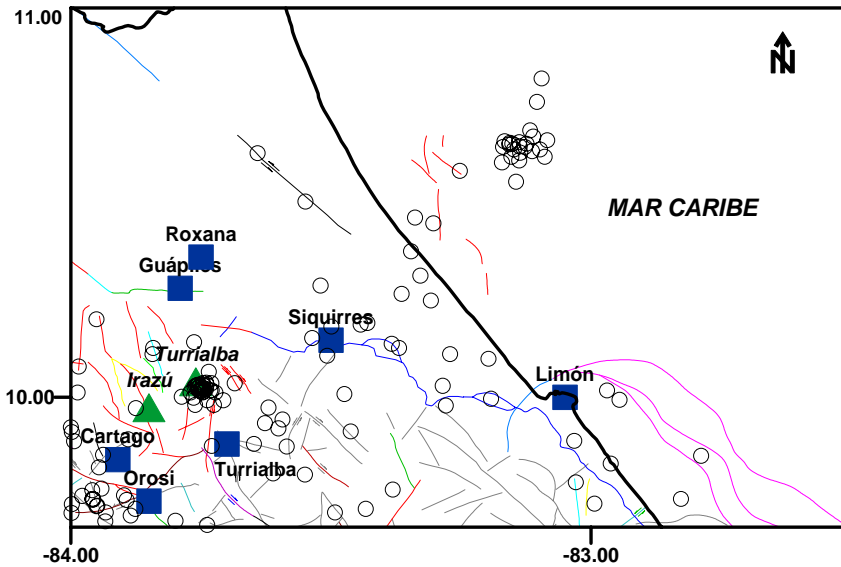 11.00
N
MAR CARIBE
Roxana
Guápiles
Siquirres
Turrialba
Irazú
Limón
10.00
Cartago
Turrialba
Orosi
-84.00
-83.00